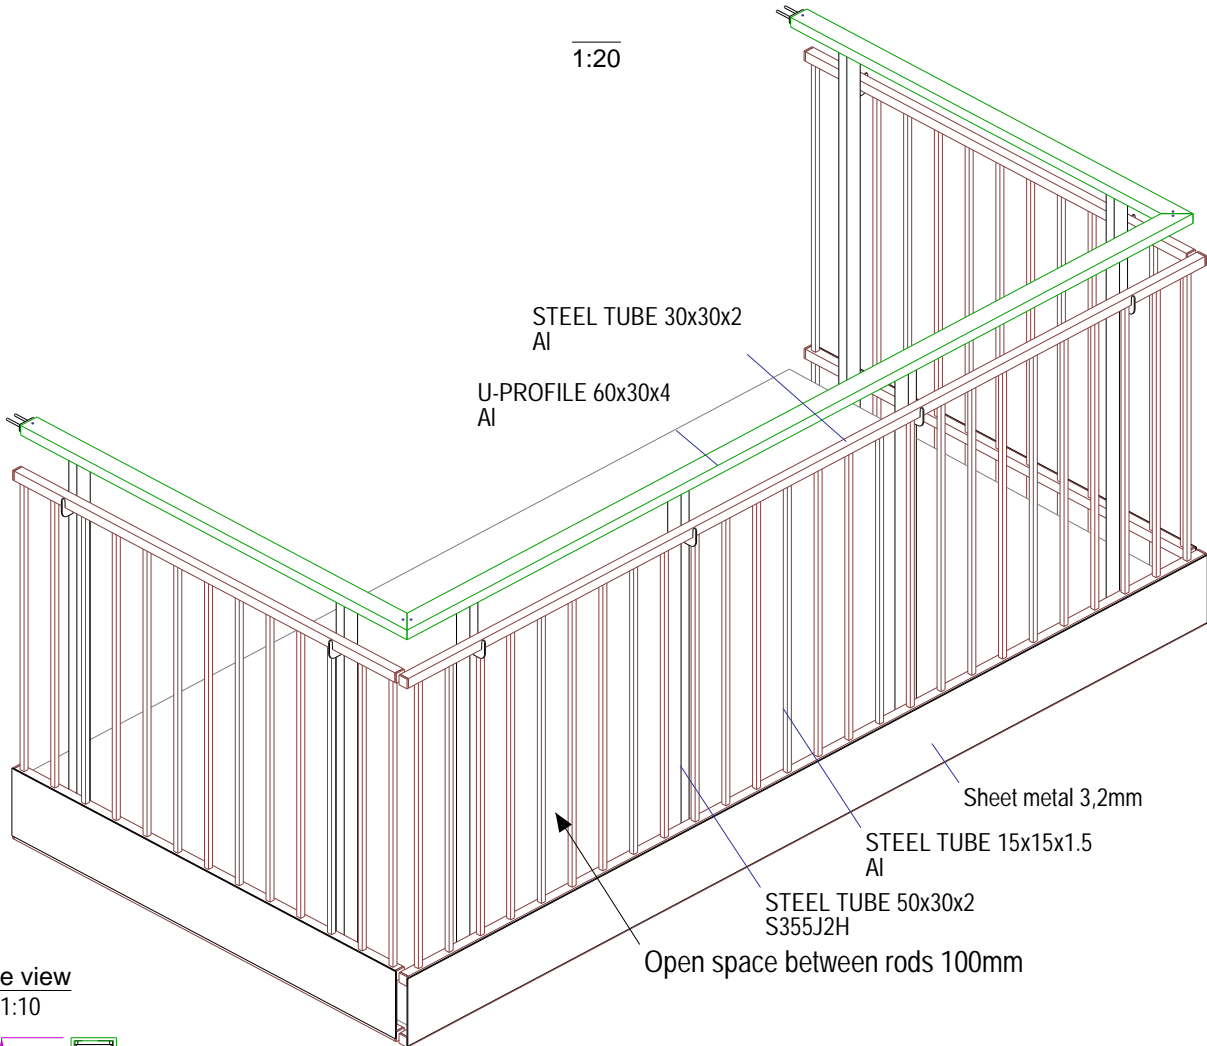 1:20
STEEL TUBE 30x30x2
Al
U-PROFILE 60x30x4
Al
Sheet metal 3,2mm
STEEL TUBE 15x15x1.5
Al
STEEL TUBE 50x30x2
S355J2H
Open space between rods 100mm
e view
1:10